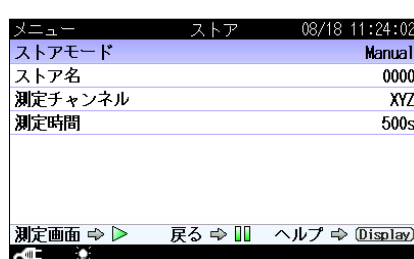 メニュー ストア 08/18 11:24:02
ストアモード Manual
ストア名 0000
測定チャンネル XYZ
測定時間 500s
測定画面 ⇨ ▷ 戻る ⇨ ▯▯ ヘルプ ⇨ (Display)